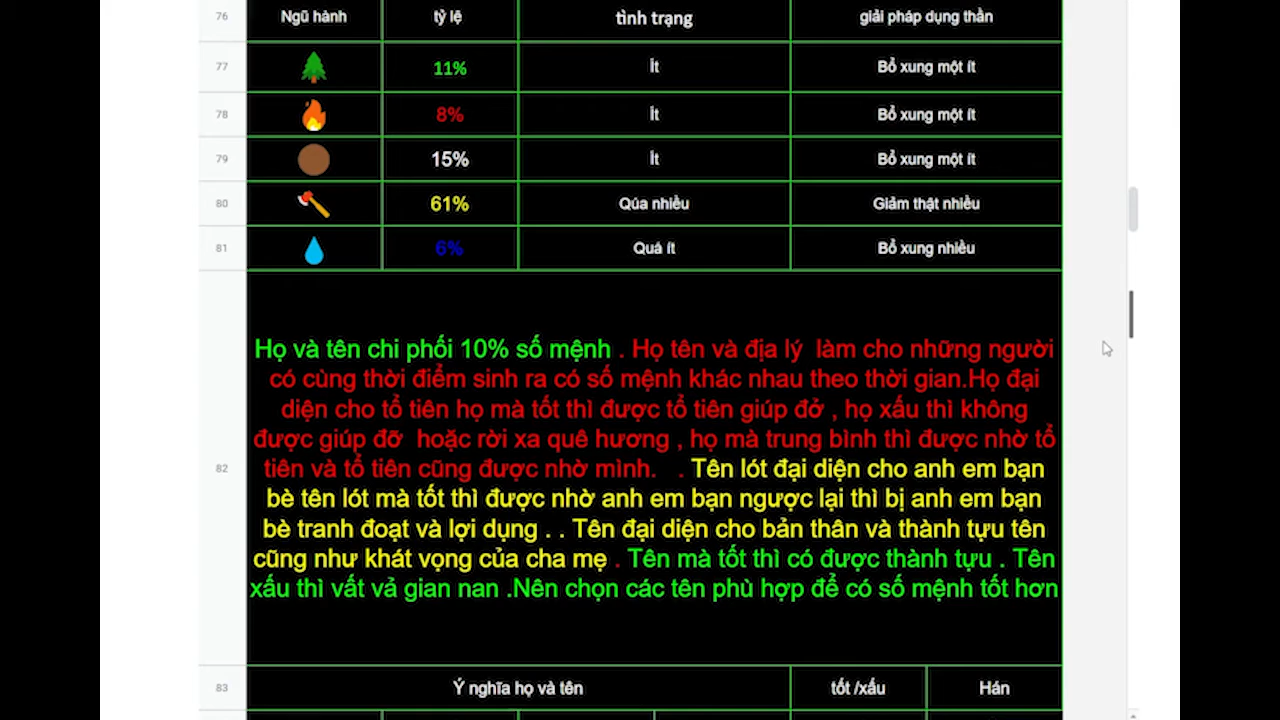 76 Ngũ hành tỷ lệ tình trạng giải pháp dụng thần
77 11% Ít Bổ xung một ít
78 8% Ít Bổ xung một ít
79 15% Ít Bổ xung một ít
80 61% Qúa nhiều Giảm thật nhiều
81 6% Quá ít Bổ xung nhiều
Họ và tên chi phối 10% số mệnh . Họ tên và địa lý làm cho những người
có cùng thời điểm sinh ra có số mệnh khác nhau theo thời gian.Họ đại
diện cho tổ tiên họ mà tốt thì được tổ tiên giúp đở , họ xấu thì không
được giúp đỡ hoặc rời xa quê hương , họ mà trung bình thì được nhờ tổ
82 tiên và tổ tiên cũng được nhờ mình. . Tên lót đại diện cho anh em bạn
bè tên lót mà tốt thì được nhờ anh em bạn ngược lại thì bị anh em bạn
bè tranh đoạt và lợi dụng . . Tên đại diện cho bản thân và thành tựu tên
cũng như khát vọng của cha mẹ . Tên mà tốt thì có được thành tựu . Tên
xấu thì vất vả gian nan .Nên chọn các tên phù hợp để có số mệnh tốt hơn
83 Ý nghĩa họ và tên tốt /xấu Hán